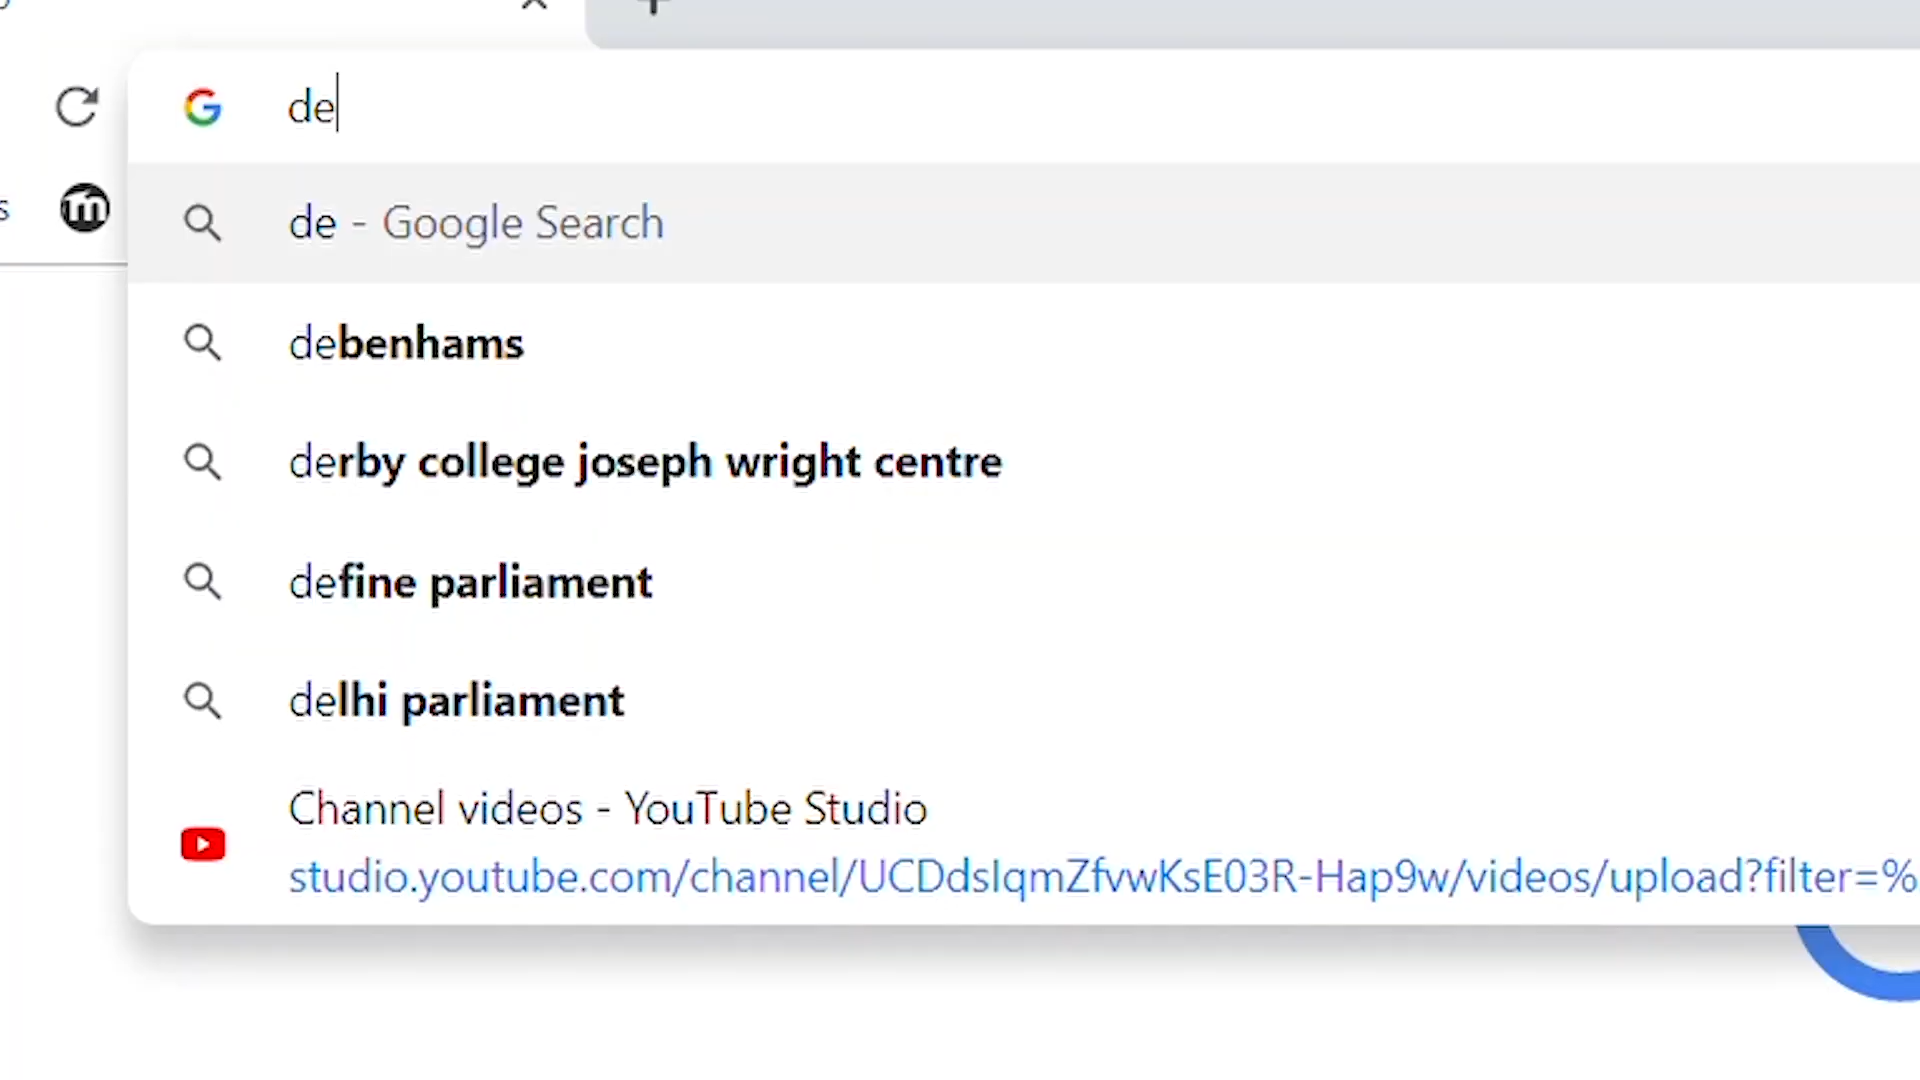 de
s
de - Google Search
debenhams
derby college joseph wright centre
define parliament
delhi parliament
Channel videos - YouTube Studio
studio.youtube.com/channel/UCDdsIqmZfvwKsE03R-Hap9w/videos/upload?filter=%